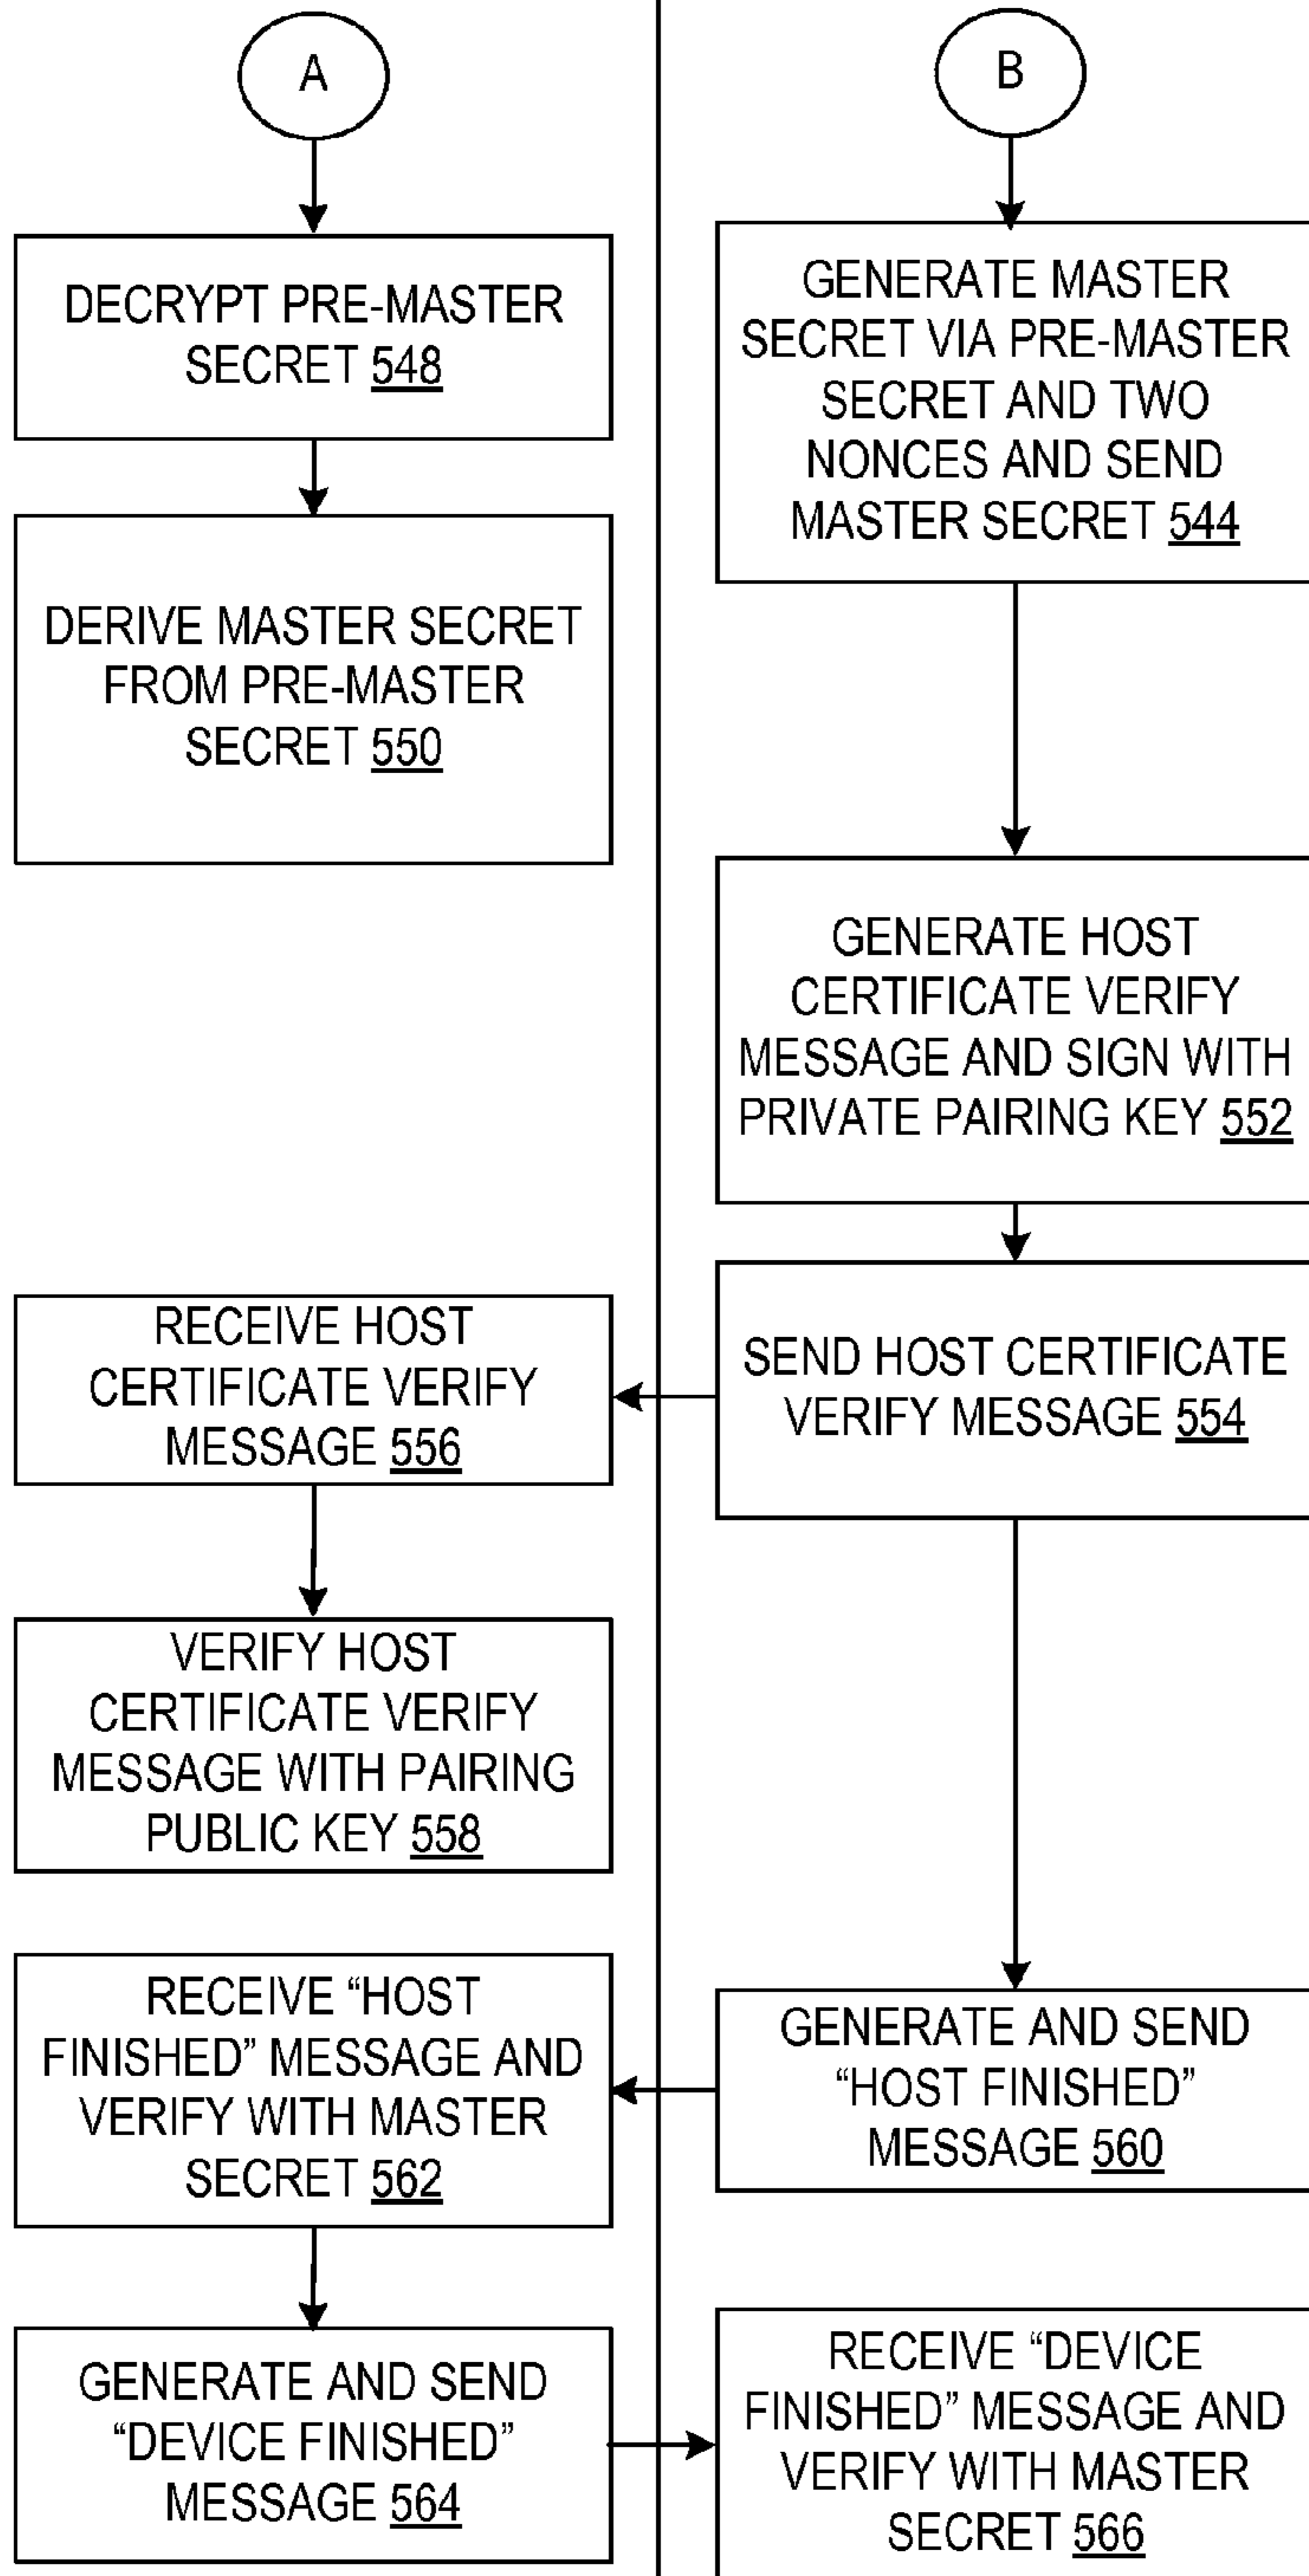 A
DECRYPT PRE-MASTER
SECRET 548
DERIVE MASTER SECRET
FROM PRE-MASTER
SECRET 550
RECEIVE HOST
CERTIFICATE VERIFY
MESSAGE 556
VERIFY HOST
CERTIFICATE VERIFY
MESSAGE WITH PAIRING
PUBLIC KEY 558
RECEIVE “HOST
FINISHED” MESSAGE AND
VERIFY WITH MASTER
SECRET 562
GENERATE AND SEND
“DEVICE FINISHED”
MESSAGE 564
B
GENERATE MASTER
SECRET VIA PRE-MASTER
SECRET AND TWO
NONCES AND SEND
MASTER SECRET 544
GENERATE HOST
CERTIFICATE VERIFY
MESSAGE AND SIGN WITH
PRIVATE PAIRING KEY 552
SEND HOST CERTIFICATE
VERIFY MESSAGE 554
GENERATE AND SEND
“HOST FINISHED”
MESSAGE 560
RECEIVE “DEVICE
FINISHED” MESSAGE AND
VERIFY WITH MASTER
SECRET 566